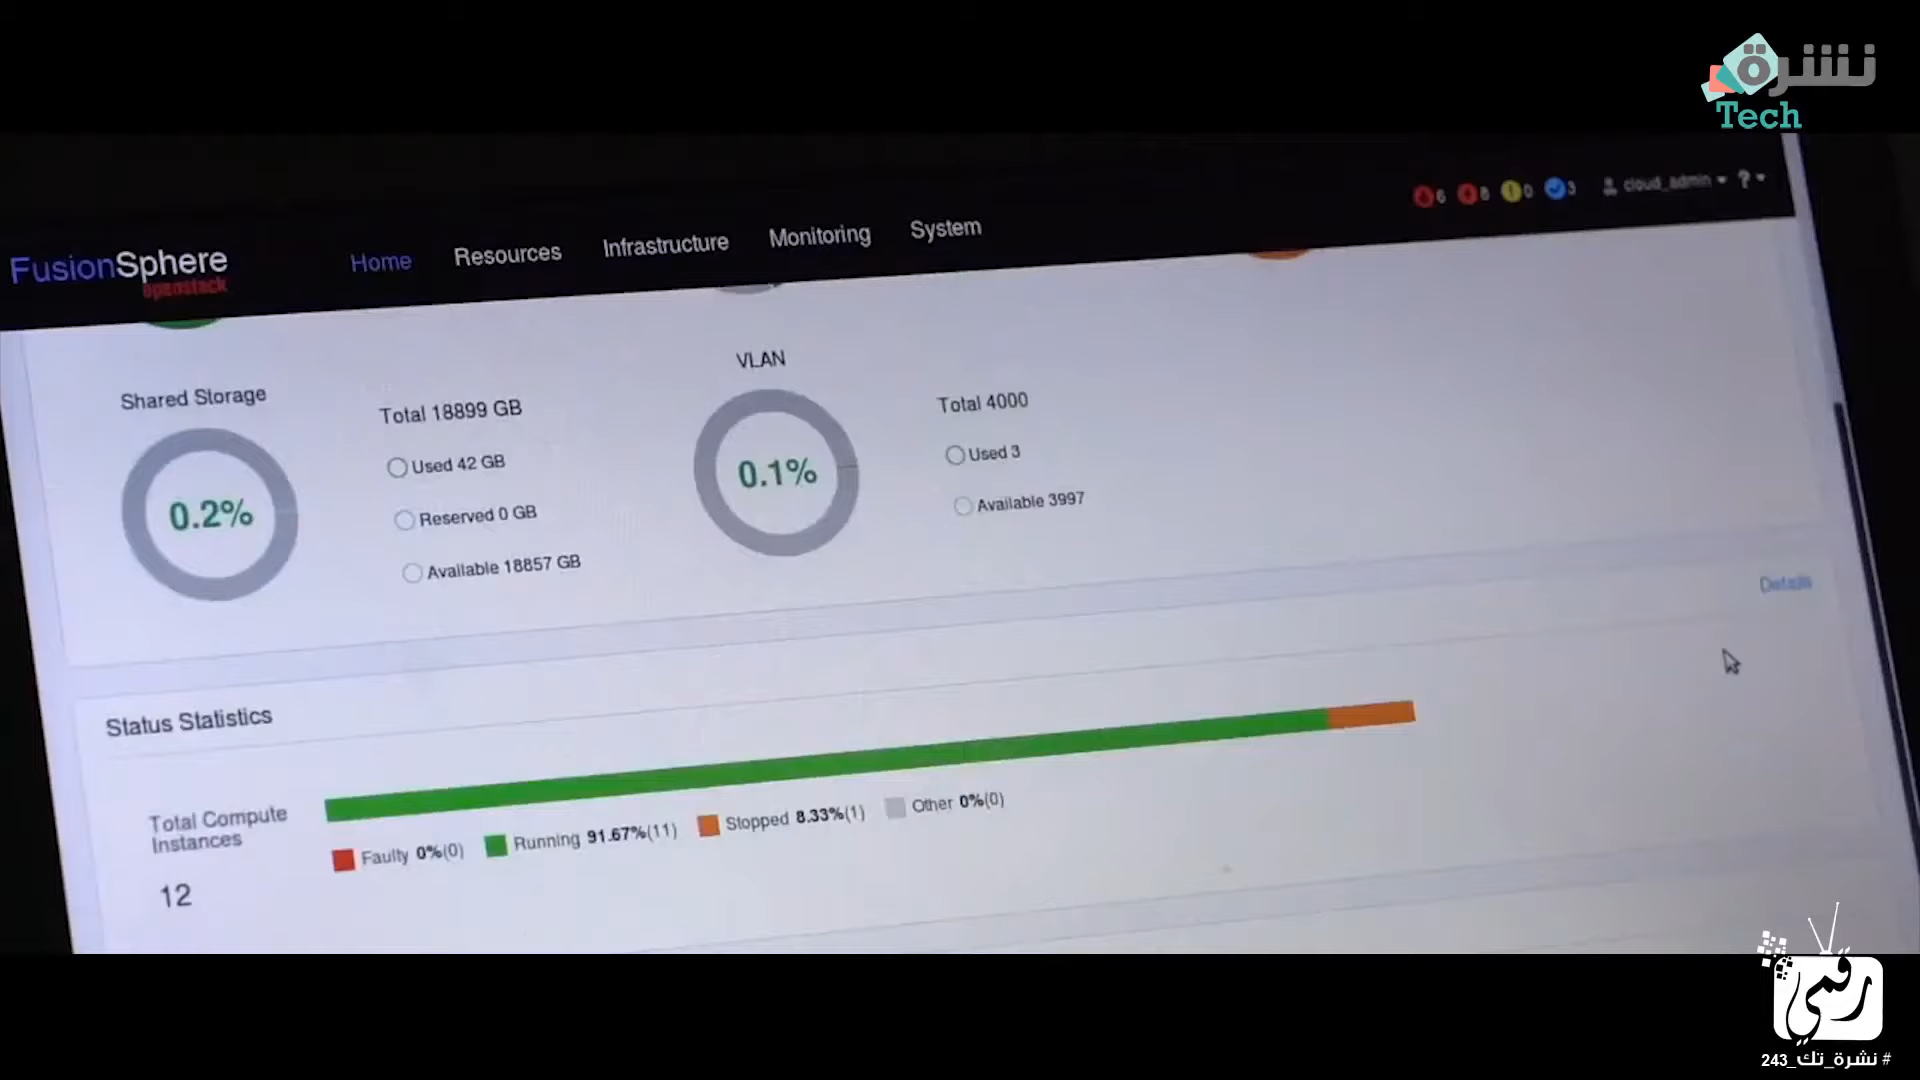 نشرة
Tech
6 8 0 3 cloud_admin ?
FusionSphere
openstack
Home Resources Infrastructure Monitoring System
Shared Storage
0.2%
Total 18899 GB
Used 42 GB
Reserved 0 GB
Available 18857 GB
VLAN
0.1%
Total 4000
Used 3
Available 3997
Details
Status Statistics
Total Compute
Instances
12
Faulty 0%(0) Running 91.67%(11) Stopped 8.33%(1) Other 0%(0)
رقمي
# نشرة_تك_243